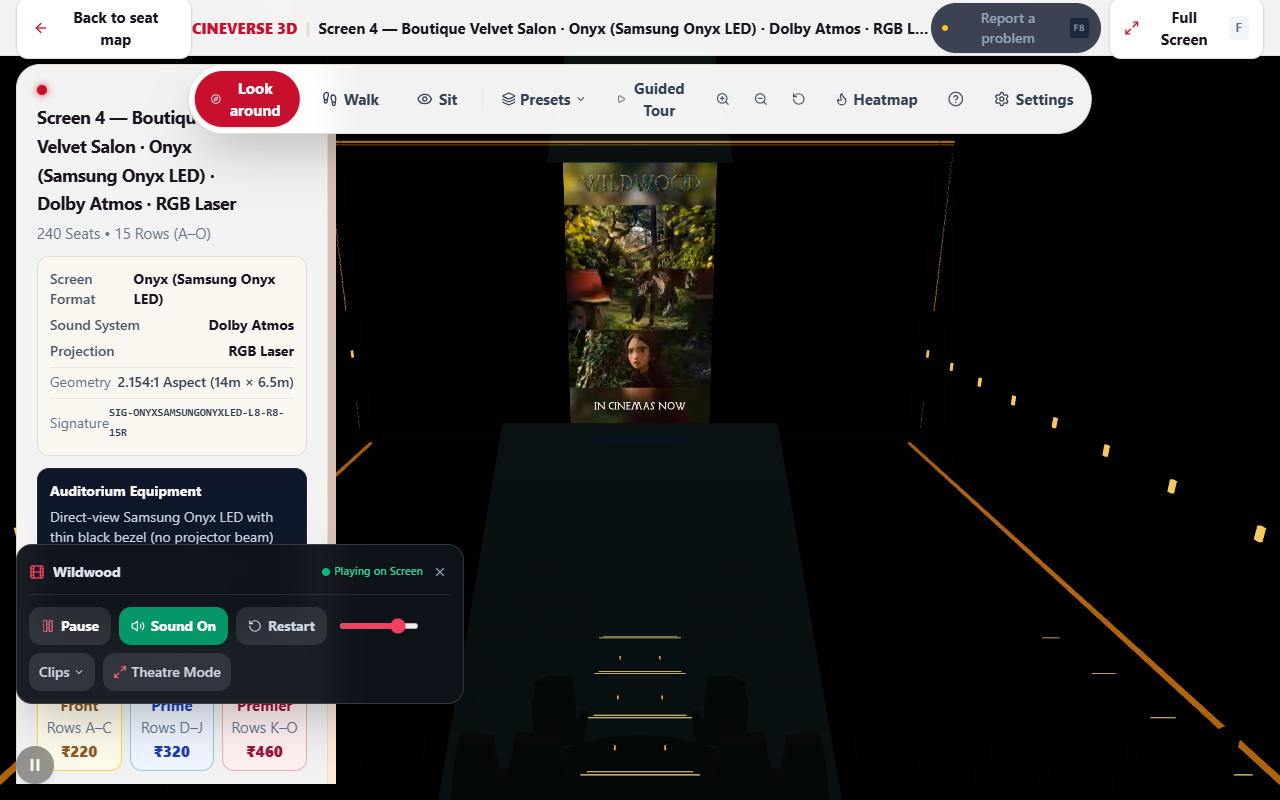 Back to seat
map
CINEVERSE 3D
Screen 4 — Boutique Velvet Salon · Onyx (Samsung Onyx LED) · Dolby Atmos · RGB L...
Report a
problem
F8
Full
Screen
F
Look
around
Walk
Sit
Presets
Guided
Tour
Heatmap
Settings
Screen 4 — Boutiq
Velvet Salon · Onyx
(Samsung Onyx LED) ·
Dolby Atmos · RGB Laser
240 Seats • 15 Rows (A–O)
Screen
Format
Onyx (Samsung Onyx
LED)
Sound System
Dolby Atmos
Projection
RGB Laser
Geometry
2.154:1 Aspect (14m × 6.5m)
Signature
SIG-ONYXSAMSUNGONYXLED-L8-R8-
15R
Auditorium Equipment
Direct-view Samsung Onyx LED with
thin black bezel (no projector beam)
WILDWOOD
IN CINEMAS NOW
Wildwood
Playing on Screen
Pause
Sound On
Restart
Clips
Theatre Mode
Front
Prime
Premier
Rows A–C
Rows D–J
Rows K–O
₹220
₹320
₹460